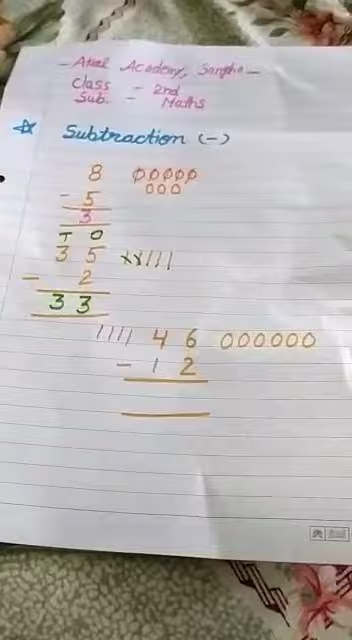 - Akal Academy, Sangha -
Class - 2nd
Sub. - Maths
☆ Subtraction (-)
8
- 5
3
T O
3 5
- 2
3 3
4 6
- 1 2